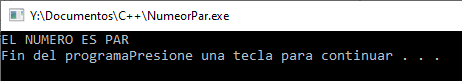 Y:\Documentos\C++\NumeorPar.exe
EL NUMERO ES PAR
Fin del programaPresione una tecla para continuar . . .